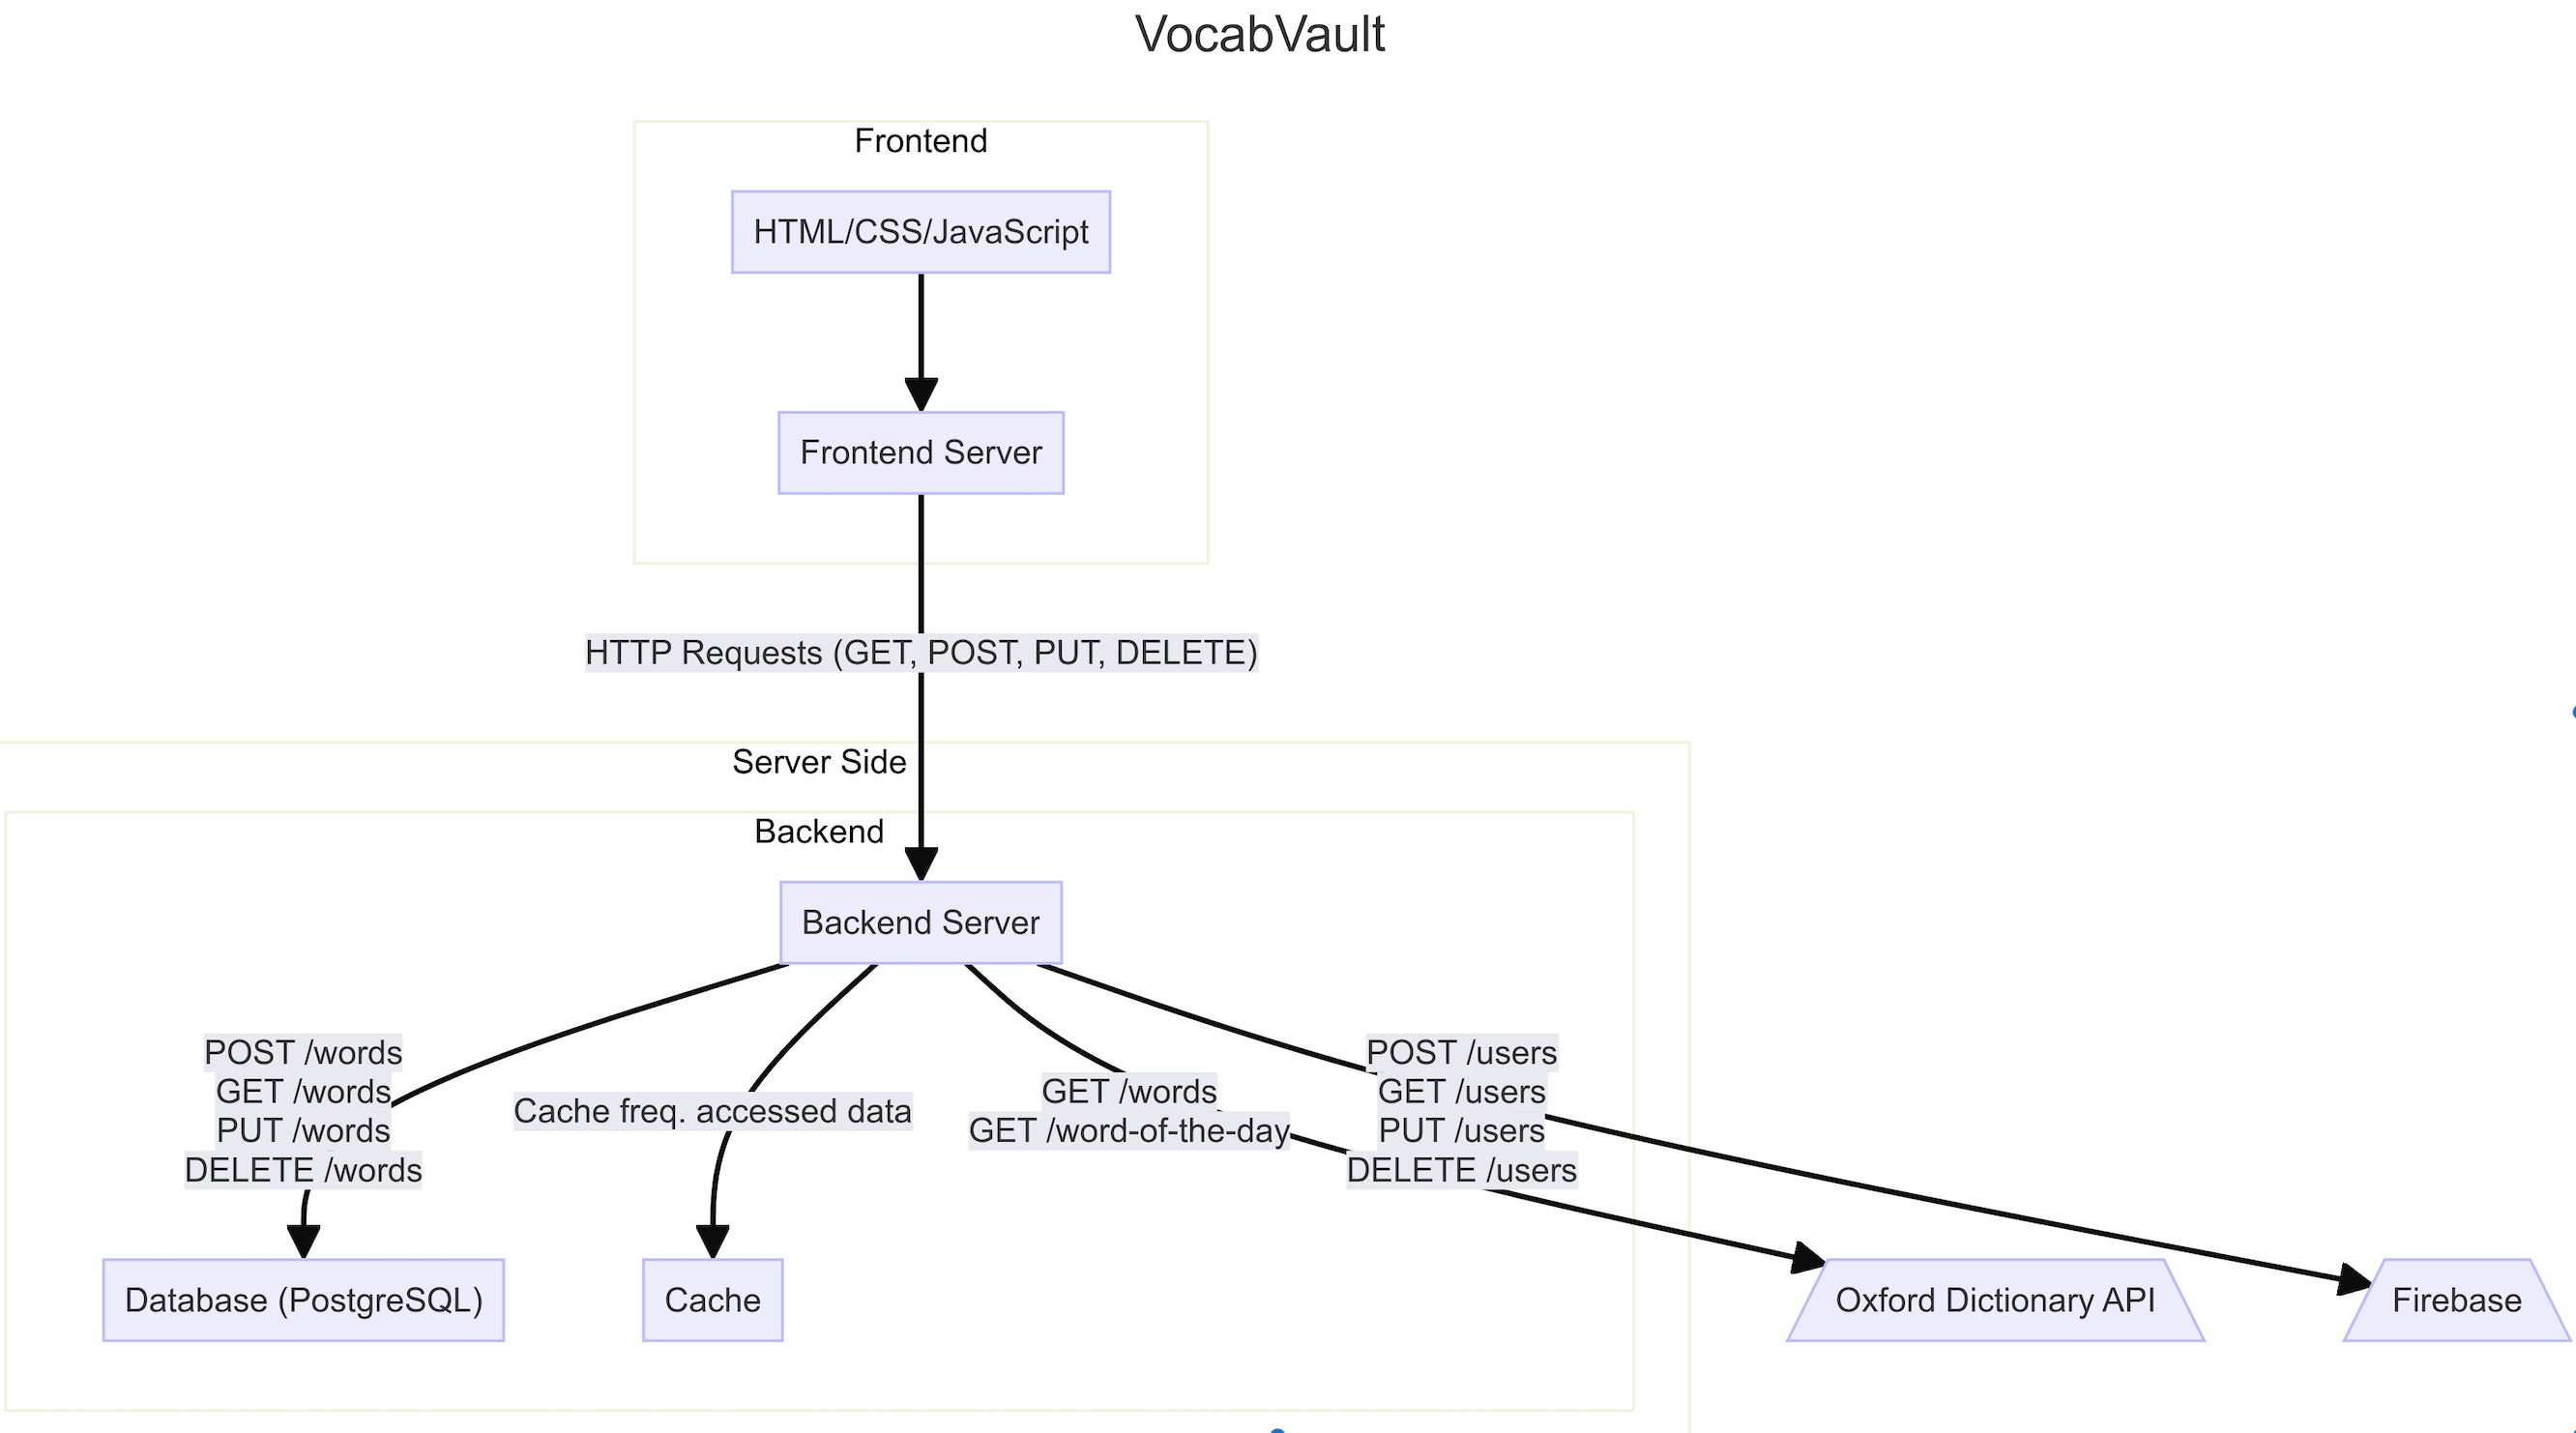 VocabVault
Frontend
HTML/CSS/JavaScript
Frontend Server
HTTP Requests (GET, POST, PUT, DELETE)
Server Side
Backend
Backend Server
POST /words
GET /words
PUT /words
DELETE /words
Cache freq. accessed data
GET /words
GET /word-of-the-day
POST /users
GET /users
PUT /users
DELETE /users
Database (PostgreSQL)
Cache
Oxford Dictionary API
Firebase